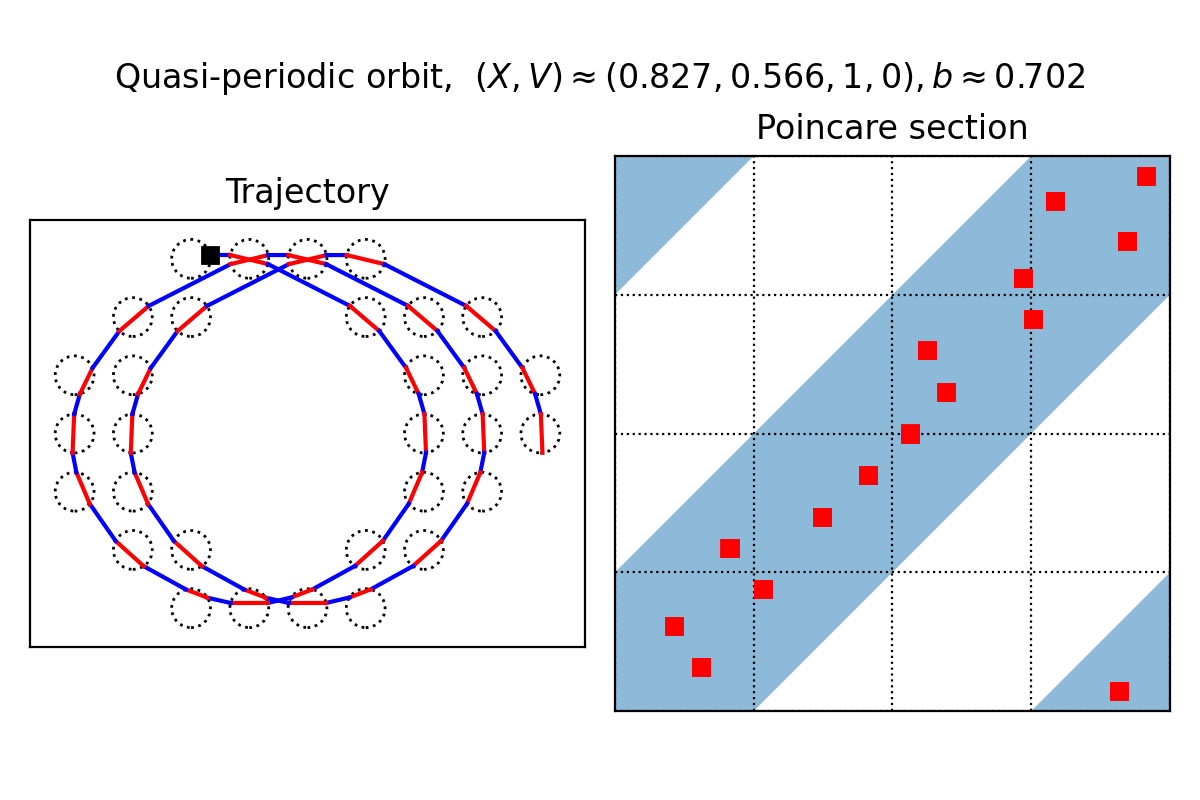 Quasi-periodic orbit, (X, V) ≈ (0.827, 0.566, 1, 0), b ≈ 0.702
Trajectory
Poincare section